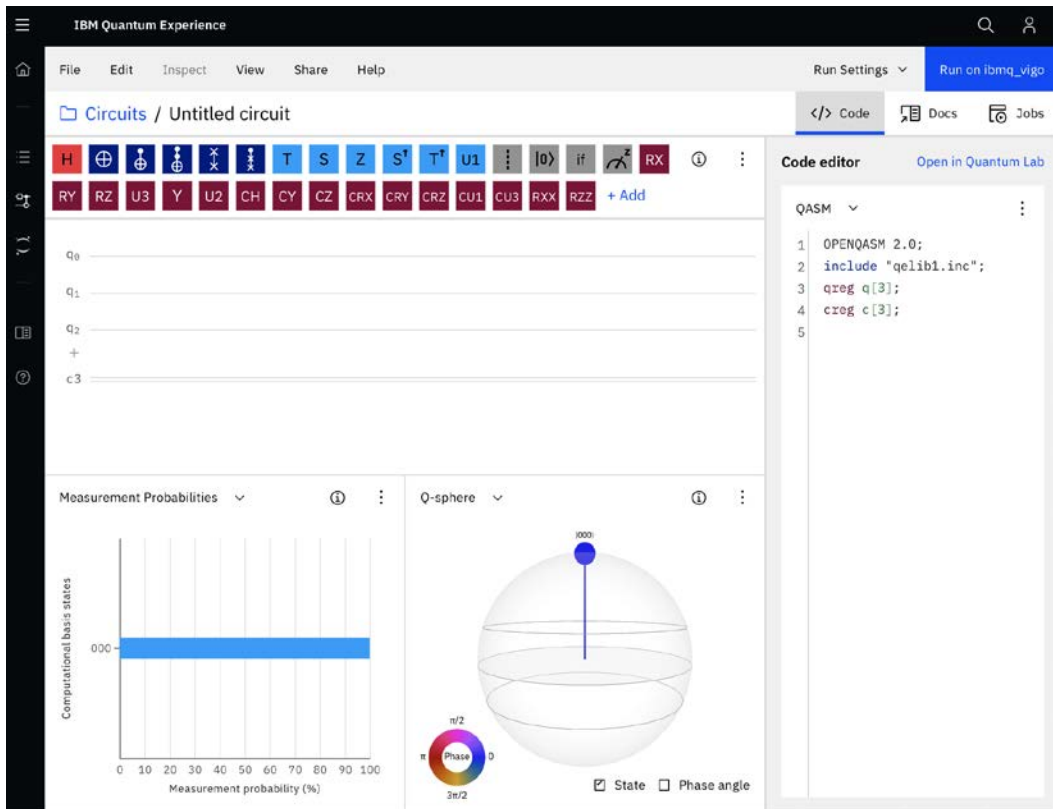 IBM Quantum Experience
File Edit Inspect View Share Help Run Settings Run on ibmq_vigo
Circuits / Untitled circuit
</> Code Docs Jobs
H T S Z S† T† U1 |0⟩ if z RX
RY RZ U3 Y U2 CH CY CZ CRX CRY CRZ CU1 CU3 RXX RZZ + Add
q0
q1
q2
+
c3
Code editor Open in Quantum Lab
QASM
1 OPENQASM 2.0;
2 include "qelib1.inc";
3 qreg q[3];
4 creg c[3];
5
Measurement Probabilities
Computational basis states
000
0 10 20 30 40 50 60 70 80 90 100
Measurement probability (%)
Q-sphere
|000⟩
π/2
π Phase 0
3π/2
State Phase angle